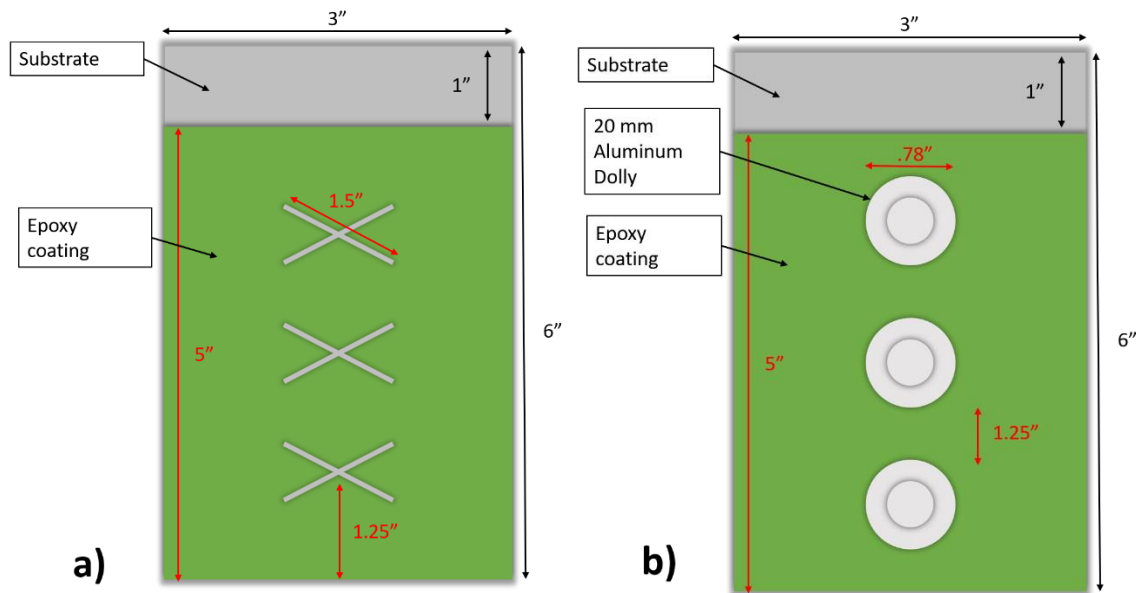 3”
Substrate
1”
1.5”
Epoxy
coating
5”
6”
1.25”
a)
3”
Substrate
1”
20 mm
Aluminum
Dolly
.78”
Epoxy
coating
5”
6”
1.25”
b)